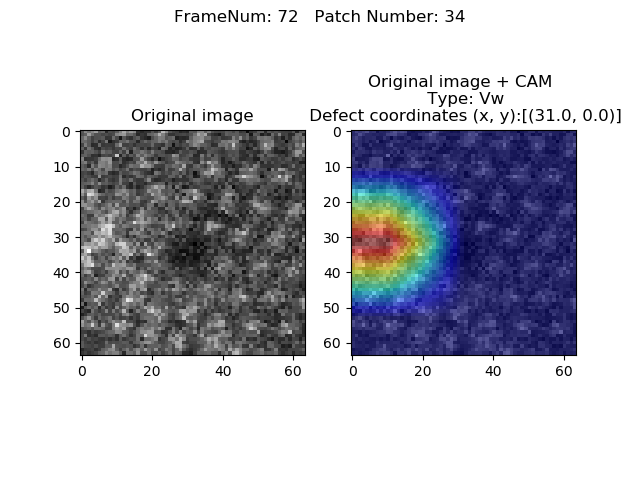 FrameNum: 72   Patch Number: 34
Original image
0
10
20
30
40
50
60
0 20 40 60
Original image + CAM
Type: Vw
Defect coordinates (x, y):[(31.0, 0.0)]
0
10
20
30
40
50
60
0 20 40 60